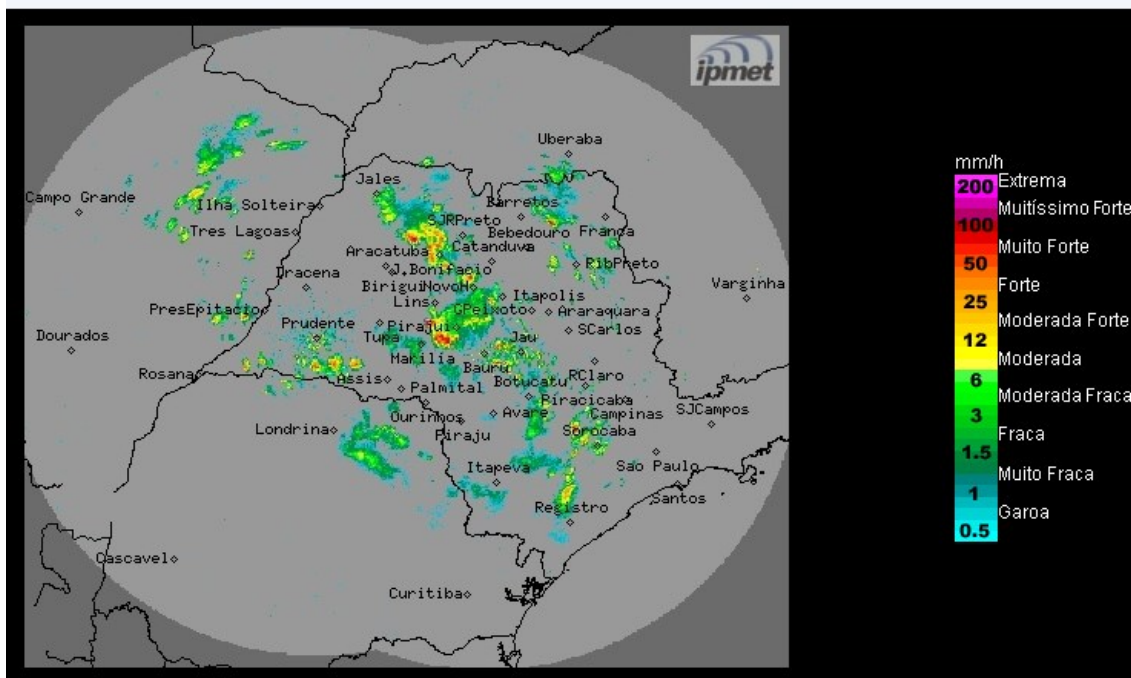 ipmet
Uberaba
Jales
Campo Grande
Ilha Solteira
Barretos
SJRPreto
Tres Lagoas
Bebedouro
Franca
Aracatuba
Catanduva
Dracena
J.Bonifacio
RibPreto
Birigui
NovoH
Itapolis
Varginha
Lins
PresEpitacio
GPeixoto
Araraquara
Prudente
Pirajui
SCarlos
Dourados
Tupa
Jau
Marilia
Bauru
Rosana
Assis
RClaro
Palmital
Botucatu
Piracicaba
Ourinhos
Avare
Campinas
SJCampos
Londrina
Piraju
Sorocaba
Itapeva
Sao Paulo
Santos
Registro
Cascavel
Curitiba
mm/h
200 Extrema
Muitíssimo Forte
100
Muito Forte
50
Forte
25
Moderada Forte
12
Moderada
6
Moderada Fraca
3
Fraca
1.5
Muito Fraca
1
Garoa
0.5